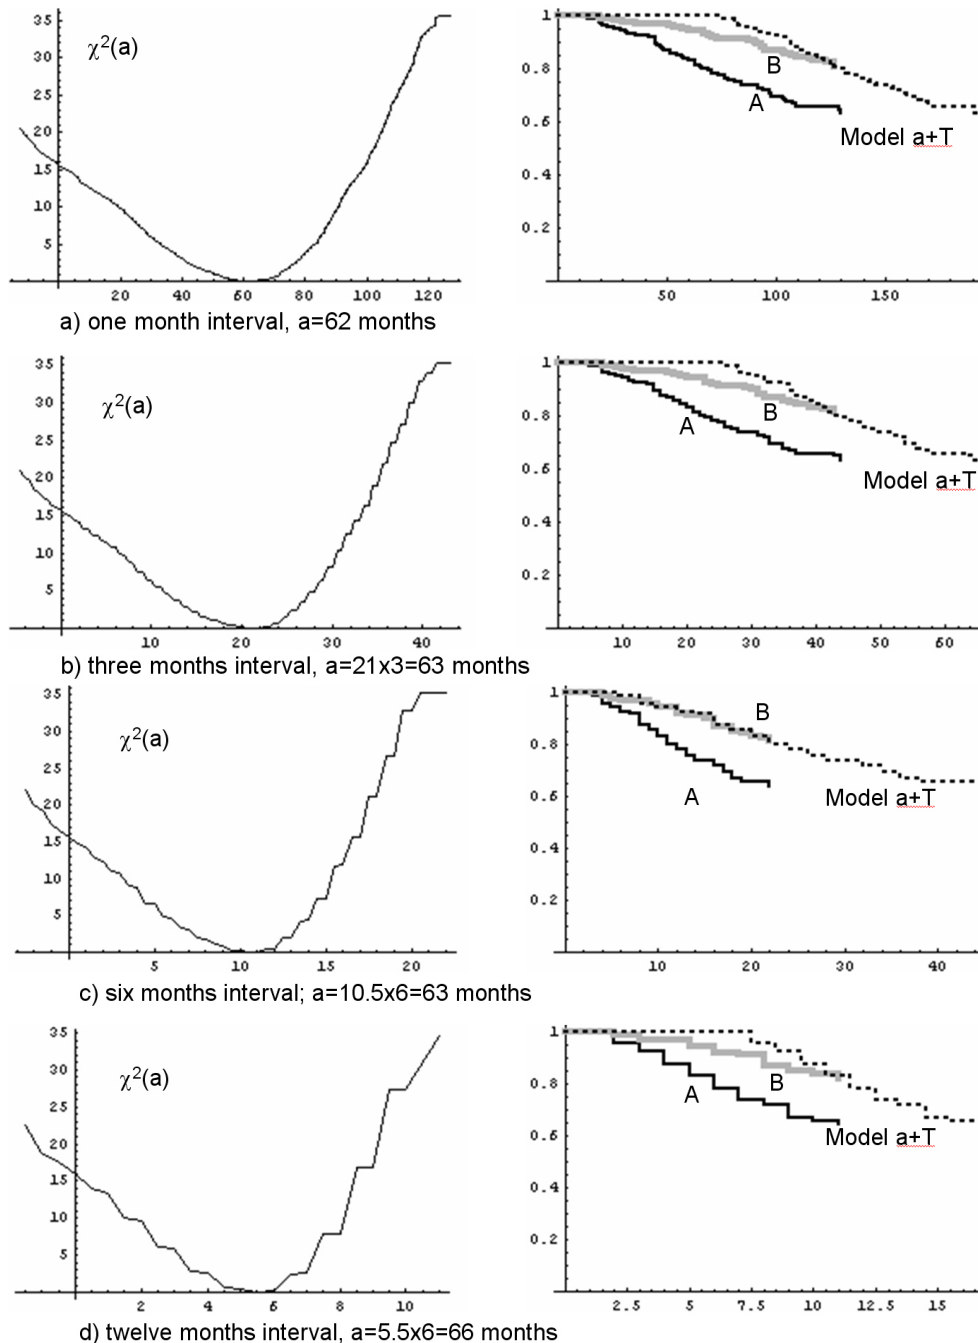 35
30
25
20
15
10
5
20 40 60 80 100 120
χ²(a)
1
0.8
0.6
0.4
0.2
50 100 150
B
A
Model a+T
a) one month interval, a=62 months
35
30
25
20
15
10
5
10 20 30 40
χ²(a)
1
0.8
0.6
0.4
0.2
10 20 30 40 50 60
B
A
Model a+T
b) three months interval, a=21x3=63 months
35
30
25
20
15
10
5
5 10 15 20
χ²(a)
1
0.8
0.6
0.4
0.2
10 20 30 40
B
A
Model a+T
c) six months interval; a=10.5x6=63 months
35
30
25
20
15
10
5
2 4 6 8 10
χ²(a)
1
0.8
0.6
0.4
0.2
2.5 5 7.5 10 12.5 15
B
A
Model a+T
d) twelve months interval, a=5.5x6=66 months